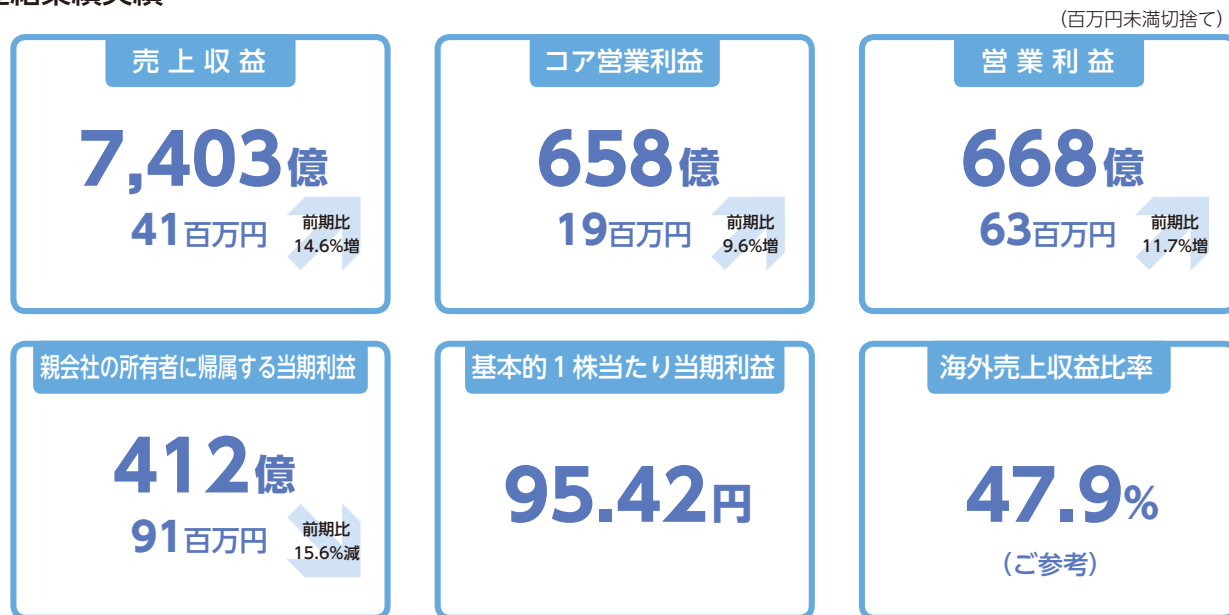 (百万円未満切捨て)
売上収益
7,403億
41百万円
前期比
14.6%増
コア営業利益
658億
19百万円
前期比
9.6%増
営業利益
668億
63百万円
前期比
11.7%増
親会社の所有者に帰属する当期利益
412億
91百万円
前期比
15.6%減
基本的1株当たり当期利益
95.42円
海外売上収益比率
47.9%
(ご参考)